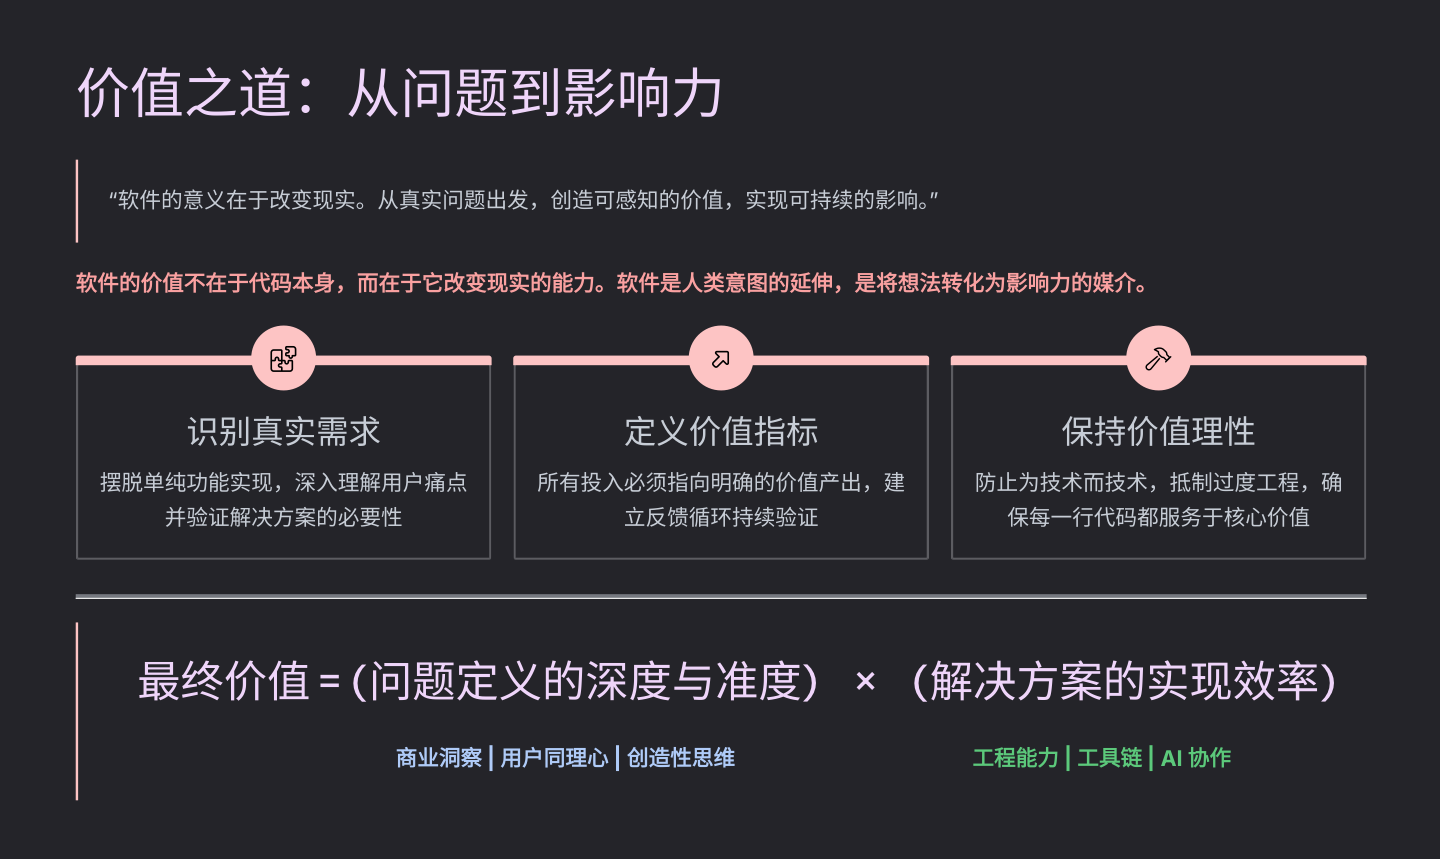 价值之道：从问题到影响力
“软件的意义在于改变现实。从真实问题出发，创造可感知的价值，实现可持续的影响。”
软件的价值不在于代码本身，而在于它改变现实的能力。软件是人类意图的延伸，是将想法转化为影响力的媒介。
识别真实需求
摆脱单纯功能实现，深入理解用户痛点
并验证解决方案的必要性
定义价值指标
所有投入必须指向明确的价值产出，建
立反馈循环持续验证
保持价值理性
防止为技术而技术，抵制过度工程，确
保每一行代码都服务于核心价值
最终价值 = (问题定义的深度与准度) × (解决方案的实现效率)
商业洞察 | 用户同理心 | 创造性思维
工程能力 | 工具链 | AI 协作